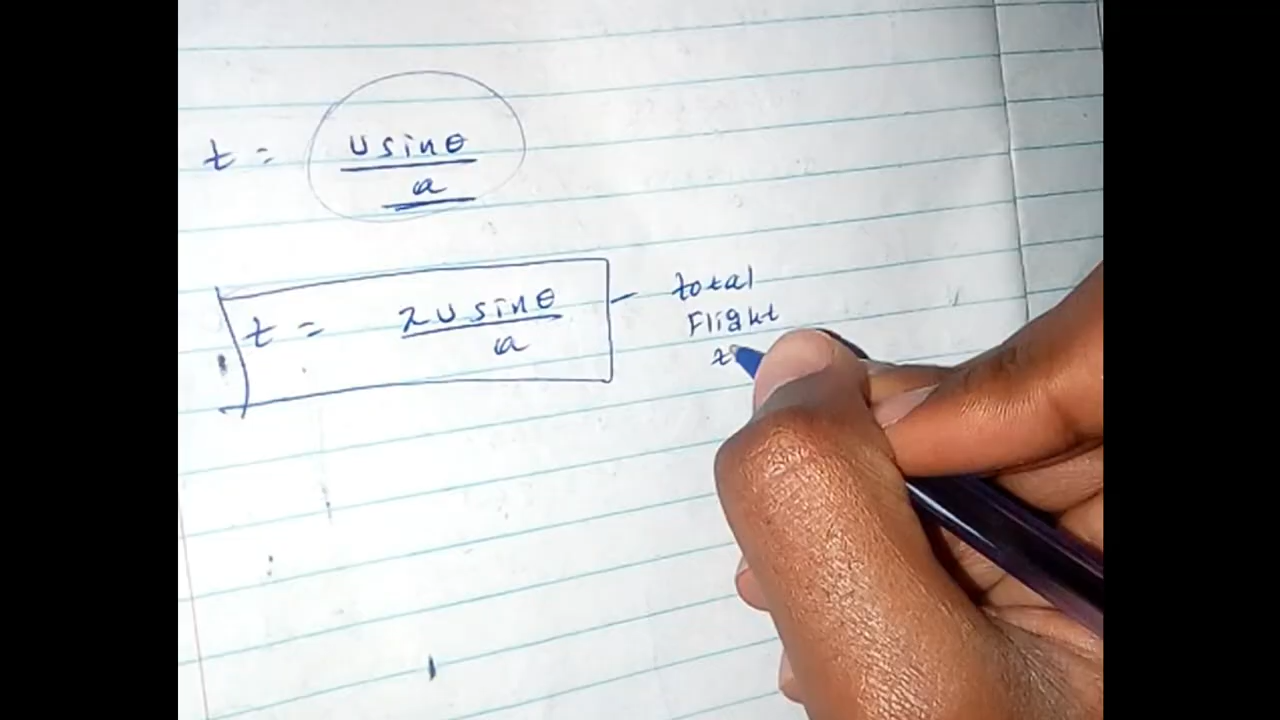 t = u sinθ / a
t = 2u sinθ / a - total
Flight
t